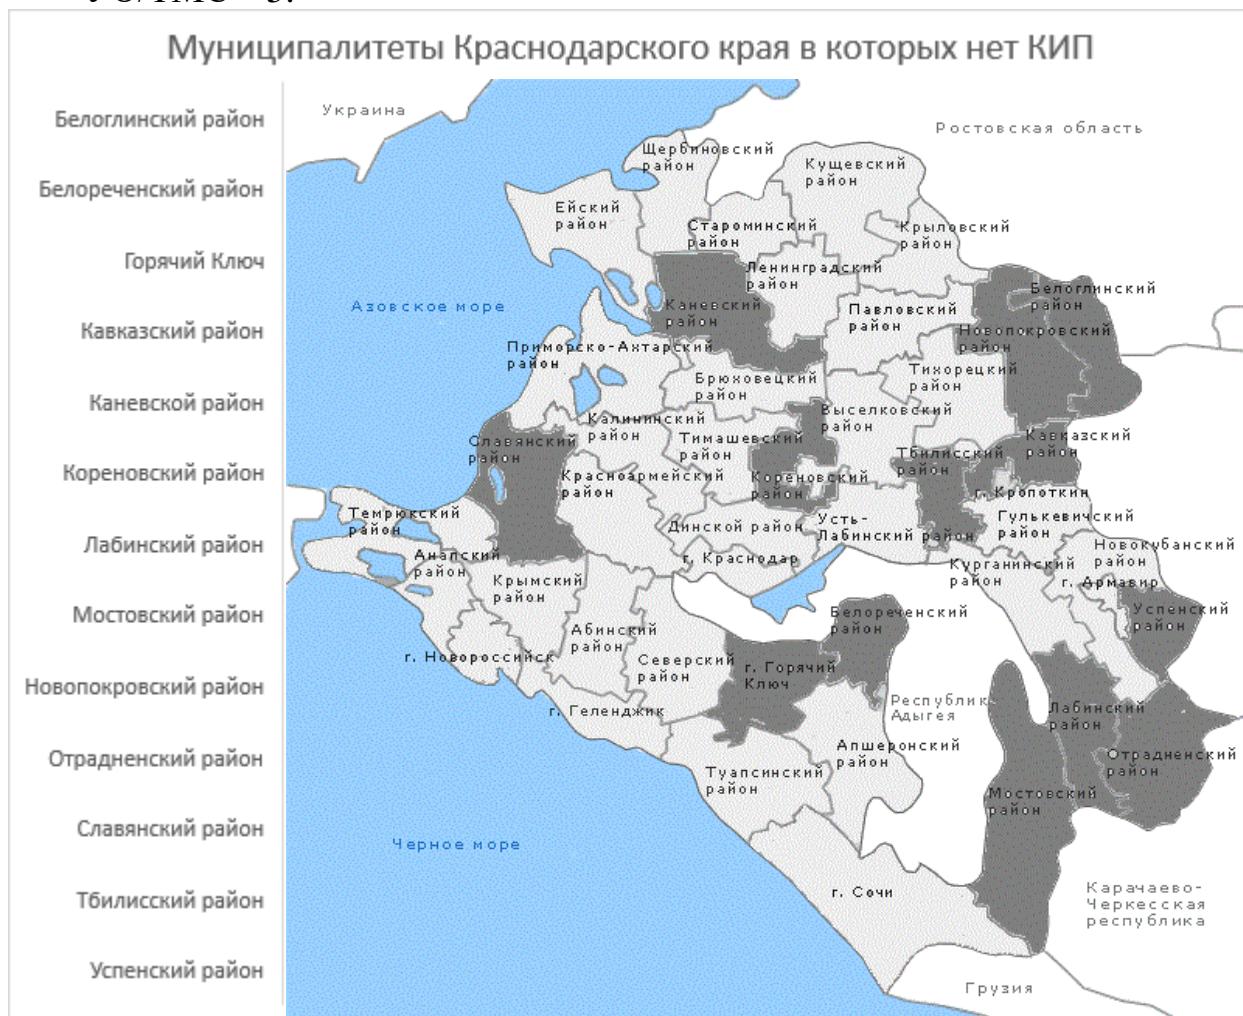 Муниципалитеты Краснодарского края в которых нет КИП
Белоглинский район
Белореченский район
Горячий Ключ
Кавказский район
Каневской район
Кореновский район
Лабинский район
Мостовский район
Новопокровский район
Отрадненский район
Славянский район
Тбилисский район
Успенский район
Украина
Ростовская область
Щербиновский
район
Кущевский
район
Ейский
район
Староминский
район
Крыловский
район
Ленинградский
район
Белоглинский
район
Азовское море
Каневский
район
Павловский
район
Новопокровский
район
Приморско-Ахтарский
район
Брюховецкий
район
Тихорецкий
район
Калининский
район
Выселковский
район
Славянский
район
Тимашевский
район
Кавказский
район
Тбилисский
район
Красноармейский
район
Кореновский
район
г. Кропоткин
Темрюкский
район
Динской район
Усть-
Лабинский район
Гулькевичский
район
Анапский
район
г. Краснодар
Новокубанский
район
Курганинский
район
г. Армавир
Крымский
район
Белореченский
район
Успенский
район
Абинский
район
г. Новороссийск
Северский
район
г. Горячий
Ключ
Республик
Адыгея
Лабинский
район
г. Геленджик
Апшеронский
район
Отрадненский
район
Туапсинский
район
Мостовский
район
Черное море
г. Сочи
Карачаево-
Черкесская
республика
Грузия